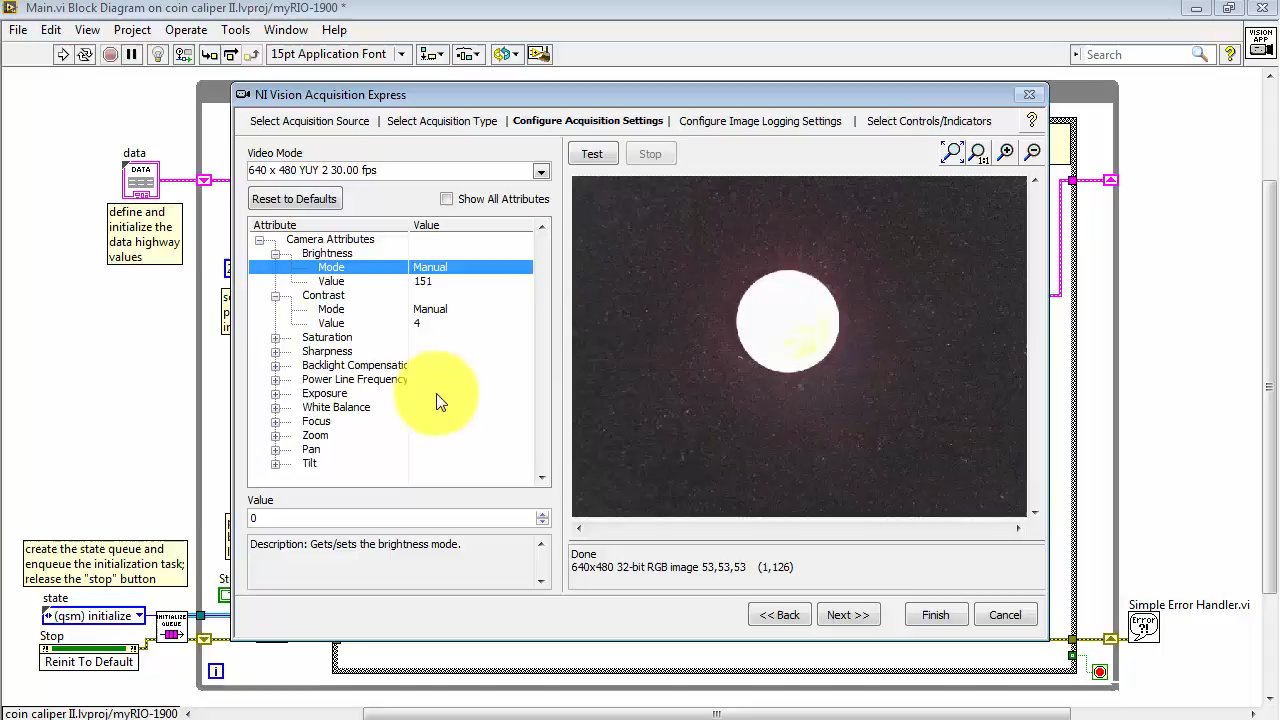 Main.vi Block Diagram on coin caliper II.lvproj/myRIO-1900 *
File Edit View Project Operate Tools Window Help
15pt Application Font
Search
?
VISION
APP
NI Vision Acquisition Express
Select Acquisition Source | Select Acquisition Type | Configure Acquisition Settings | Configure Image Logging Settings | Select Controls/Indicators
?
data
DATA
define and
initialize the
data highway
values
Video Mode
640 x 480 YUY 2 30.00 fps
Reset to Defaults
Show All Attributes
Attribute Value
Camera Attributes
Brightness
Mode Manual
Value 151
Contrast
Mode Manual
Value 4
Saturation
Sharpness
Backlight Compensatic
Power Line Frequency
Exposure
White Balance
Focus
Zoom
Pan
Tilt
Value
0
Description: Gets/sets the brightness mode.
Test Stop
1:1
Done
640x480 32-bit RGB image 53,53,53 (1,126)
<< Back Next >> Finish Cancel
create the state queue and
enqueue the initialization task;
release the "stop" button
state
(qsm) initialize
INITIALIZE
QUEUE
Stop
Reinit To Default
i
Simple Error Handler.vi
Error
?!
coin caliper II.lvproj/myRIO-1900